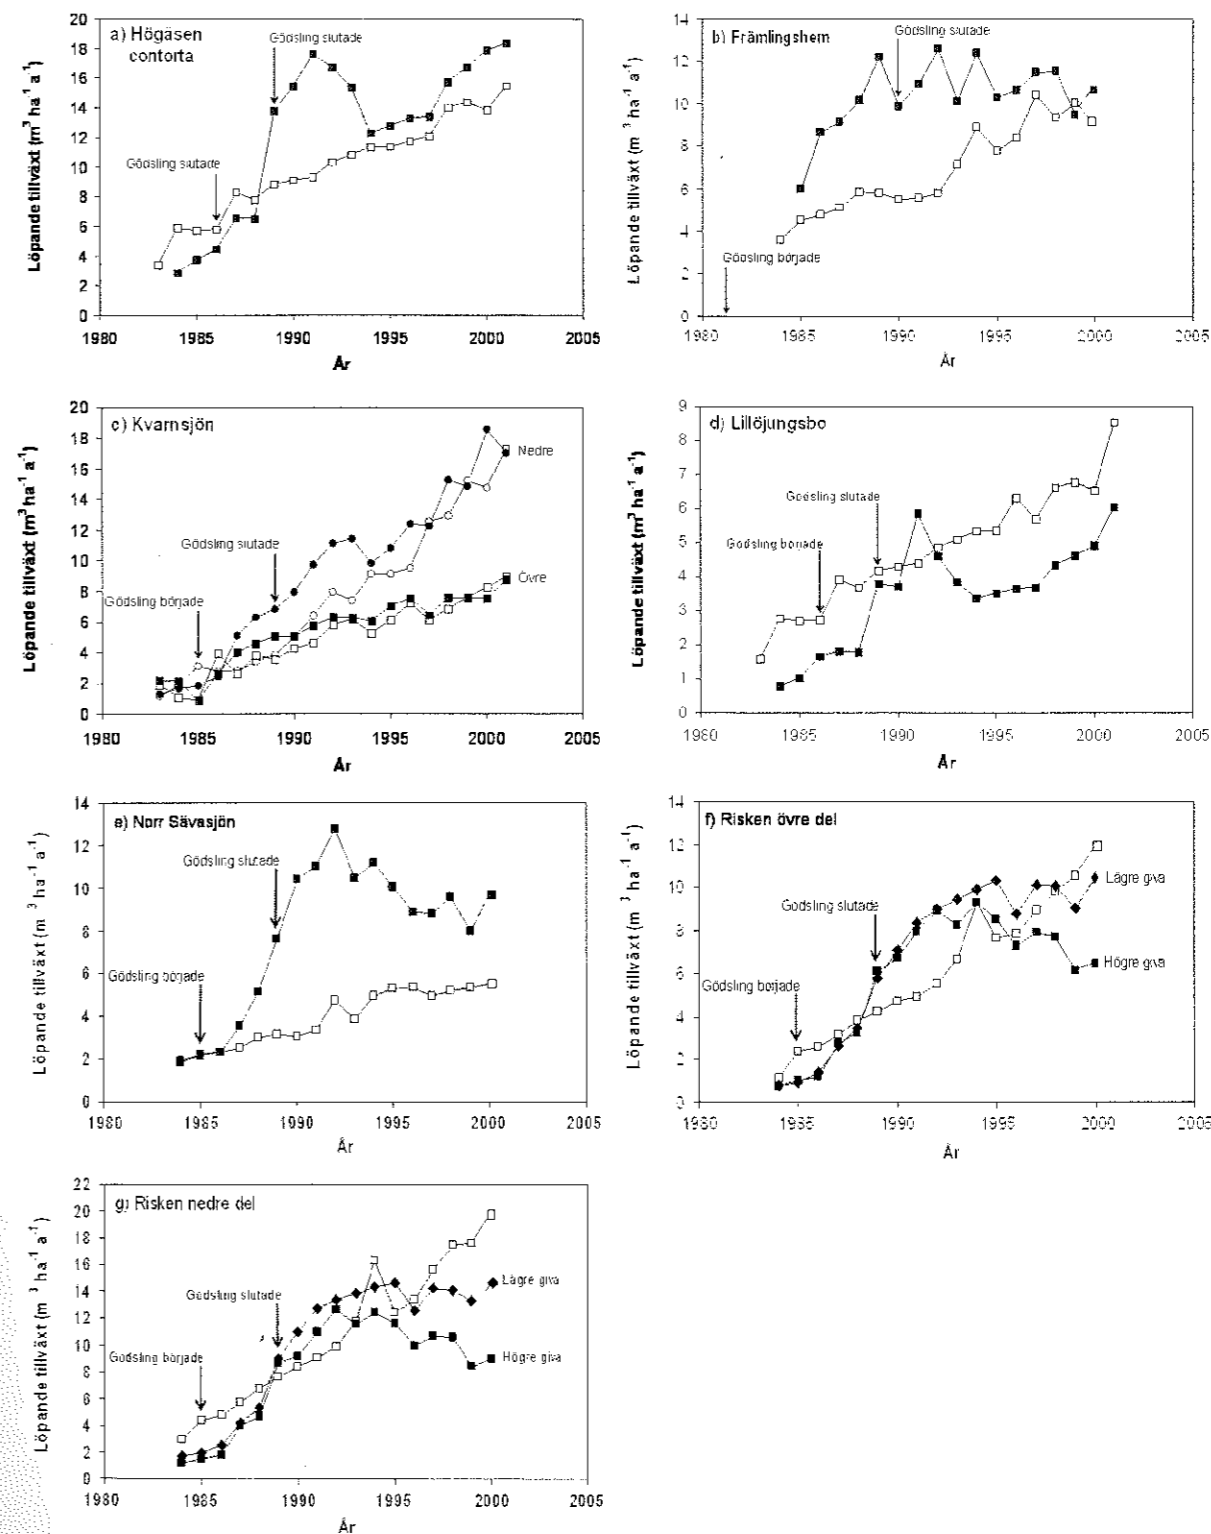 a) Högåsen
contorta
Gödsling slutade
Gödsling slutade
Löpande tillväxt (m³ ha⁻¹ a⁻¹)
20
18
16
14
12
10
8
6
4
2
0
1980 1985 1990 1995 2000 2005
År
b) Främlingshem
Gödsling slutade
Gödsling började
Löpande tillväxt (m³ ha⁻¹ a⁻¹)
14
12
10
8
6
4
2
0
1980 1985 1990 1995 2000 2005
År
c) Kvarnsjön
Nedre
Gödsling slutade
Övre
Gödsling började
Löpande tillväxt (m³ ha⁻¹ a⁻¹)
20
18
16
14
12
10
8
6
4
2
0
1980 1985 1990 1995 2000 2005
År
d) Lillöjungsbo
Gödsling slutade
Gödsling började
Löpande tillväxt (m³ ha⁻¹ a⁻¹)
9
8
7
6
5
4
3
2
1
0
1980 1985 1990 1995 2000 2005
År
e) Norr Sävasjön
Gödsling slutade
Gödsling började
Löpande tillväxt (m³ ha⁻¹ a⁻¹)
14
12
10
8
6
4
2
0
1980 1985 1990 1995 2000 2005
År
f) Risken övre del
Lägre giva
Gödsling slutade
Högre giva
Gödsling började
Löpande tillväxt (m³ ha⁻¹ a⁻¹)
14
12
10
8
6
4
2
0
1980 1985 1990 1995 2000 2005
År
g) Risken nedre del
Lägre giva
Gödsling slutade
Högre giva
Gödsling började
Löpande tillväxt (m³ ha⁻¹ a⁻¹)
22
20
18
16
14
12
10
8
6
4
2
0
1980 1985 1990 1995 2000 2005
År